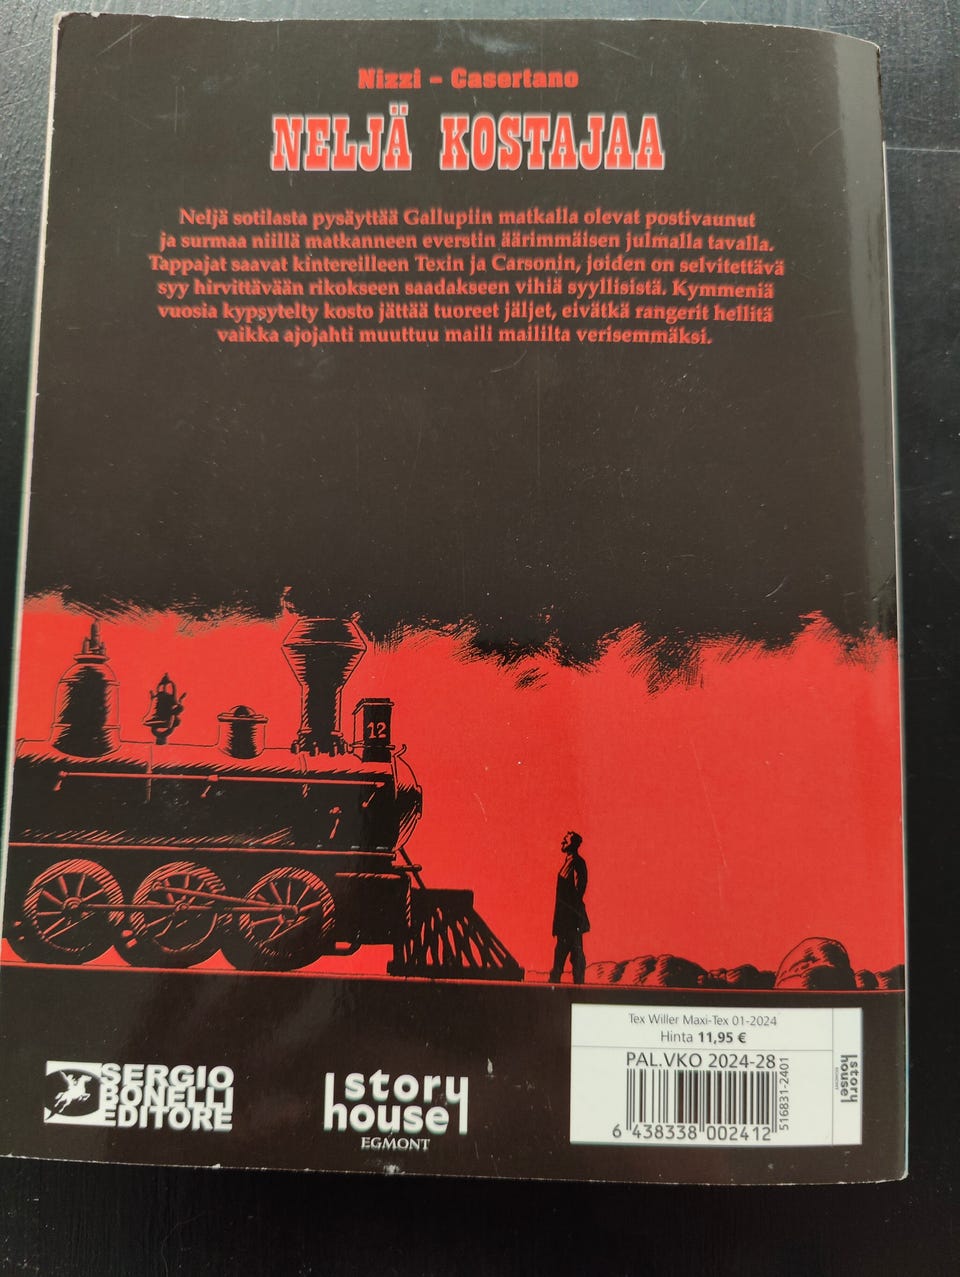 Nizzi – Casertano
NELJÄ KOSTAJAA
Neljä sotilasta pysäyttää Gallupiin matkalla olevat postivaunut
ja surmaa niillä matkanneen everstin äärimmäisen julmalla tavalla.
Tappajat saavat kintereilleen Texin ja Carsonin, joiden on selvitettävä
syy hirvittävään rikokseen saadakseen vihiä syyllisistä. Kymmeniä
vuosia kypsytelty kosto jättää tuoreet jäljet, eivätkä rangerit hellitä
vaikka ajojahti muuttuu maili maililta verisemmäksi.
12
SERGIO
BONELLI
EDITORE
story
house
EGMONT
Tex Willer Maxi-Tex 01-2024
Hinta 11,95 €
PAL.VKO 2024-28
516831-2401
6 438338 002412
story
house
EGMONT